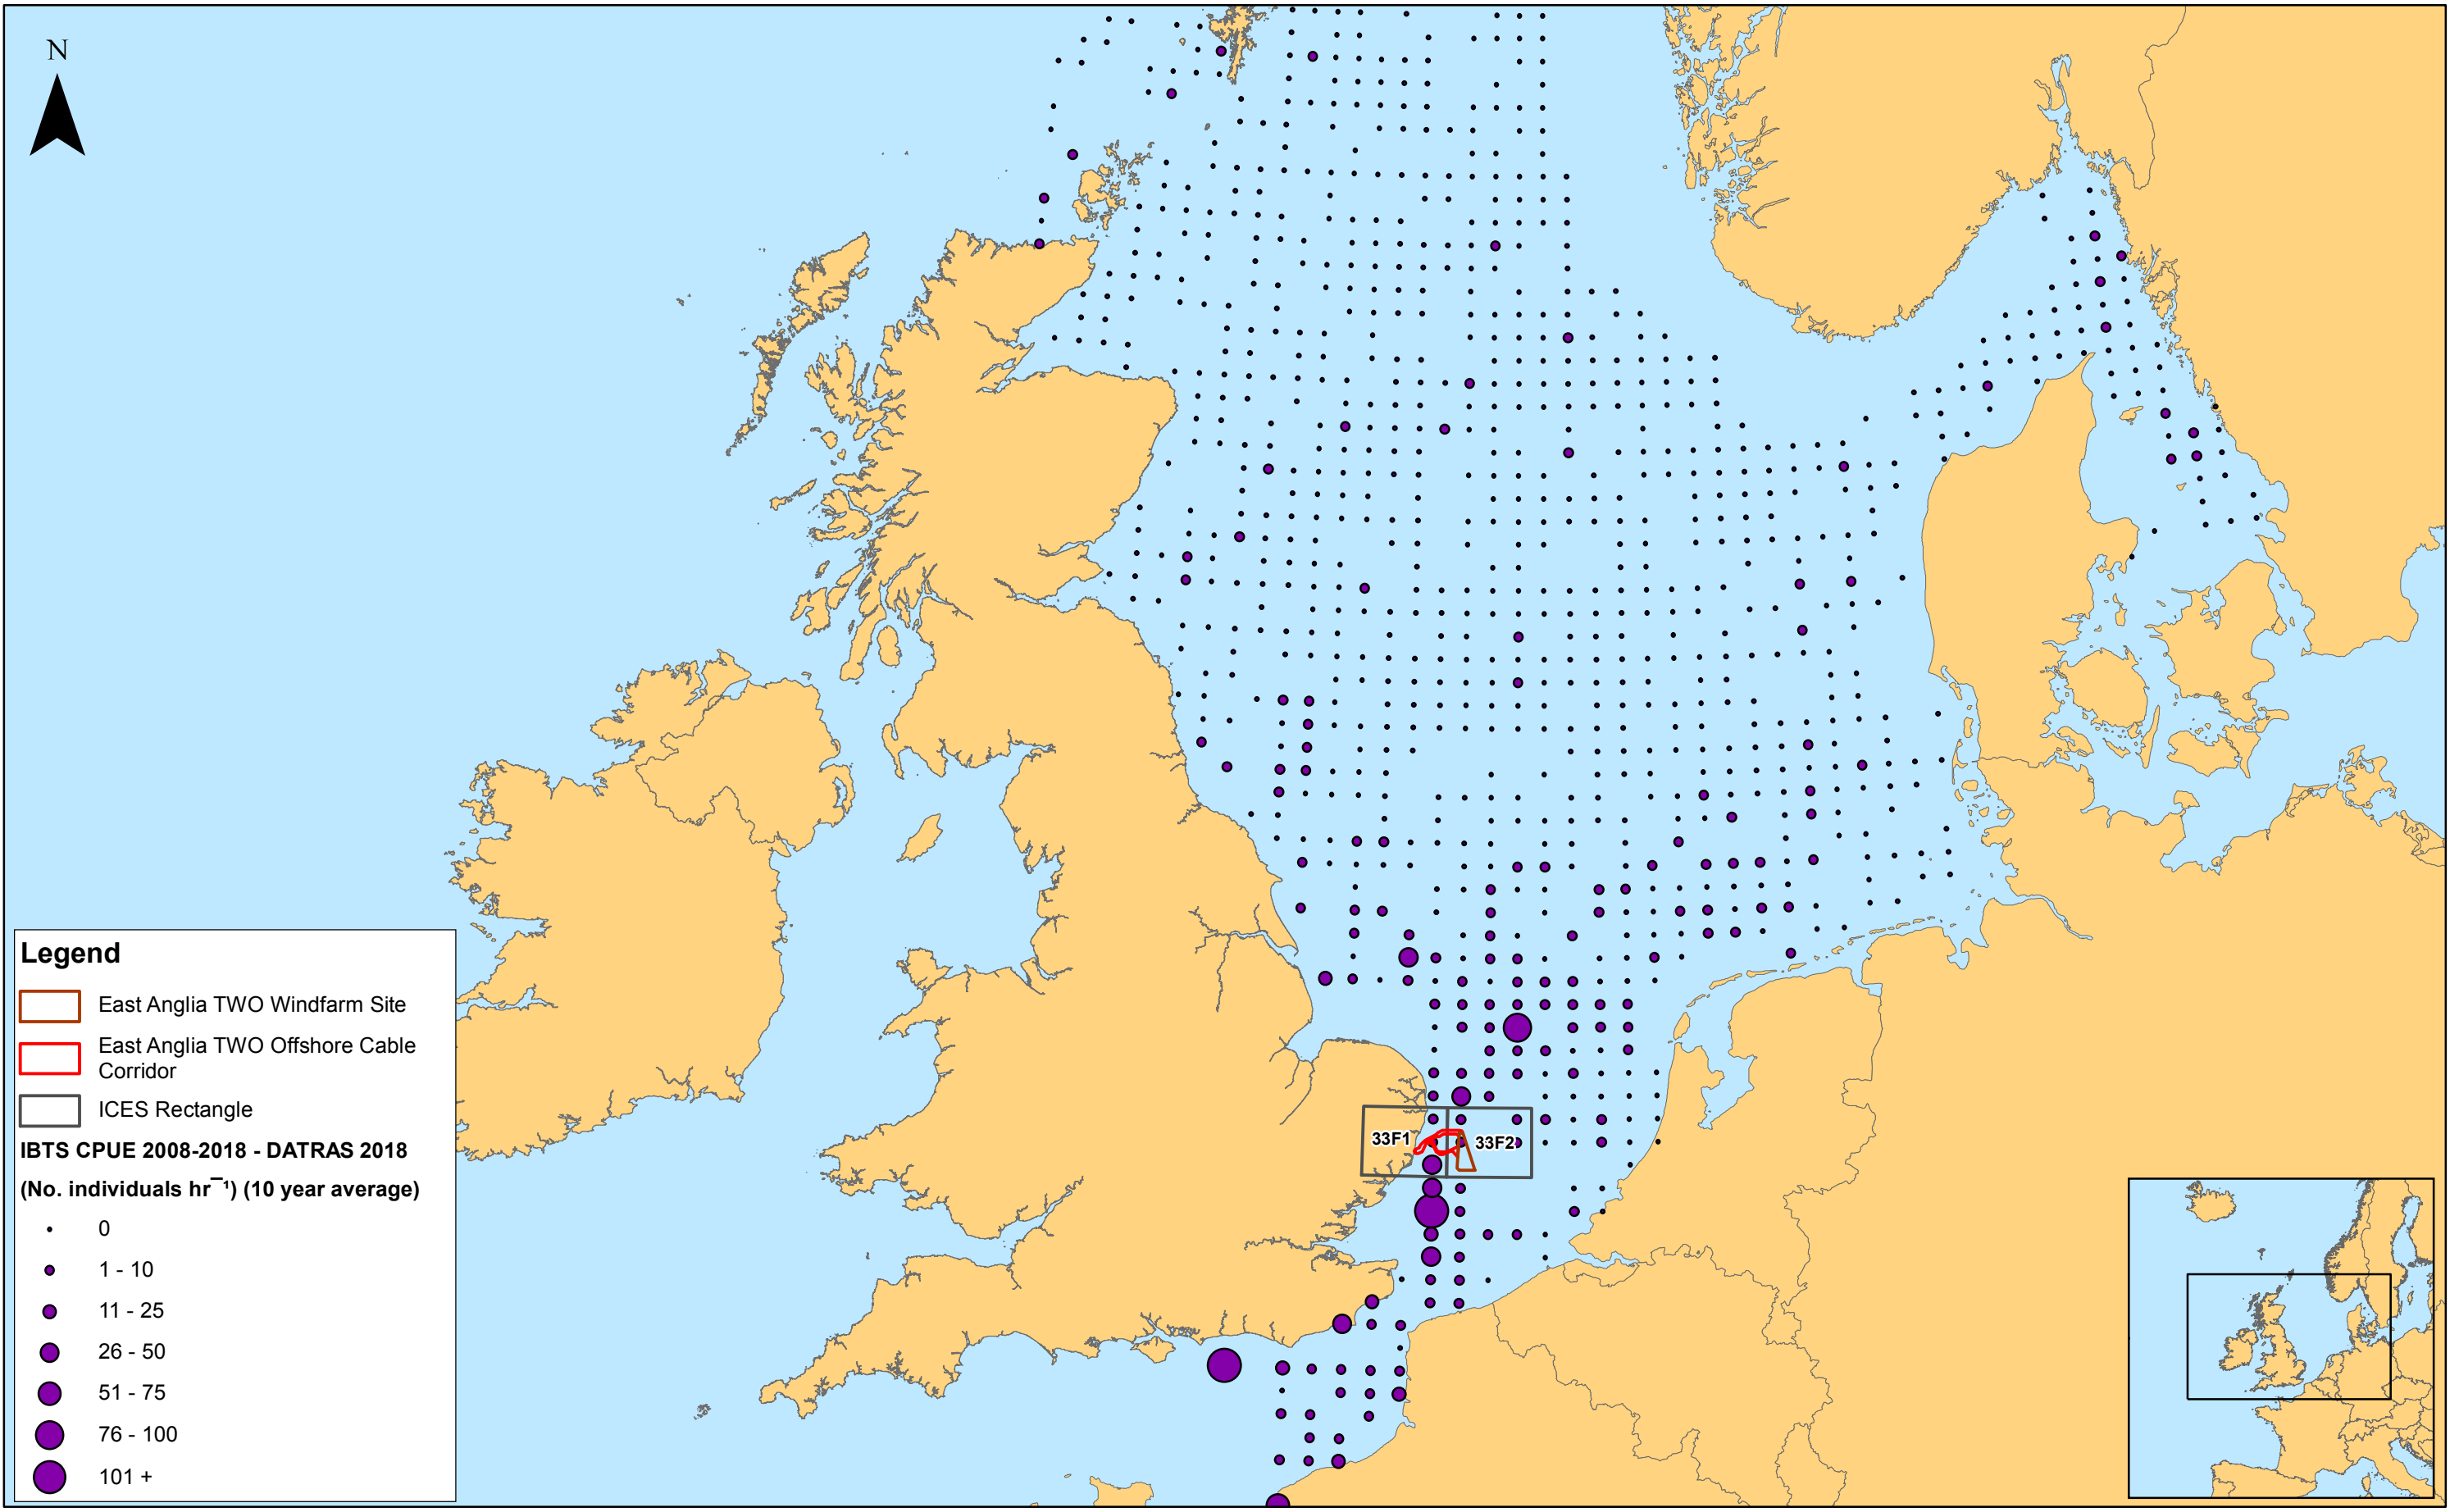 N
33F1
33F2
Legend
East Anglia TWO Windfarm Site
East Anglia TWO Offshore Cable
Corridor
ICES Rectangle
IBTS CPUE 2008-2018 - DATRAS 2018
(No. individuals hr¯¹) (10 year average)
0
1 - 10
11 - 25
26 - 50
51 - 75
76 - 100
101 +